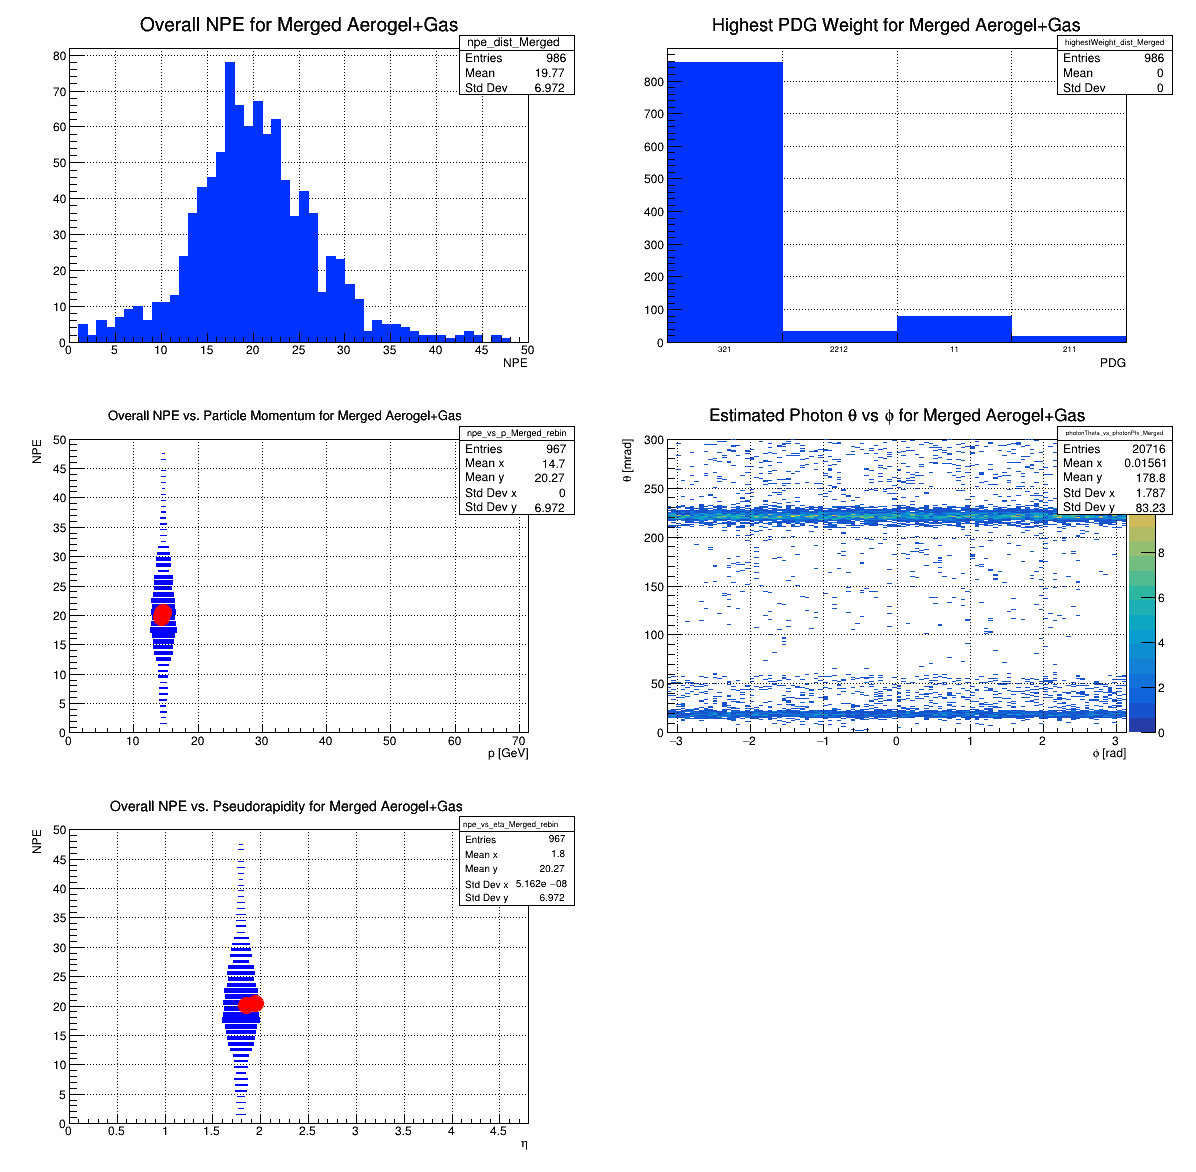 Overall NPE for Merged Aerogel+Gas
npe_dist_Merged
Entries 986
Mean 19.77
Std Dev 6.972
80
70
60
50
40
30
20
10
0
0 5 10 15 20 25 30 35 40 45 50
NPE
Highest PDG Weight for Merged Aerogel+Gas
highestWeight_dist_Merged
Entries 986
Mean 0
Std Dev 0
800
700
600
500
400
300
200
100
0
321 2212 11 211
PDG
Overall NPE vs. Particle Momentum for Merged Aerogel+Gas
npe_vs_p_Merged_rebin
Entries 967
Mean x 14.7
Mean y 20.27
Std Dev x 0
Std Dev y 6.972
NPE
50
45
40
35
30
25
20
15
10
5
0
0 10 20 30 40 50 60 70
p [GeV]
Estimated Photon θ vs ϕ for Merged Aerogel+Gas
photonTheta_vs_photonPhi_Merged
Entries 20716
Mean x 0.01561
Mean y 178.8
Std Dev x 1.787
Std Dev y 83.23
θ [mrad]
300
250
200
150
100
50
0
−3 −2 −1 0 1 2 3
ϕ [rad]
8
6
4
2
0
Overall NPE vs. Pseudorapidity for Merged Aerogel+Gas
npe_vs_eta_Merged_rebin
Entries 967
Mean x 1.8
Mean y 20.27
Std Dev x 5.162e −08
Std Dev y 6.972
NPE
50
45
40
35
30
25
20
15
10
5
0
0 0.5 1 1.5 2 2.5 3 3.5 4 4.5
η